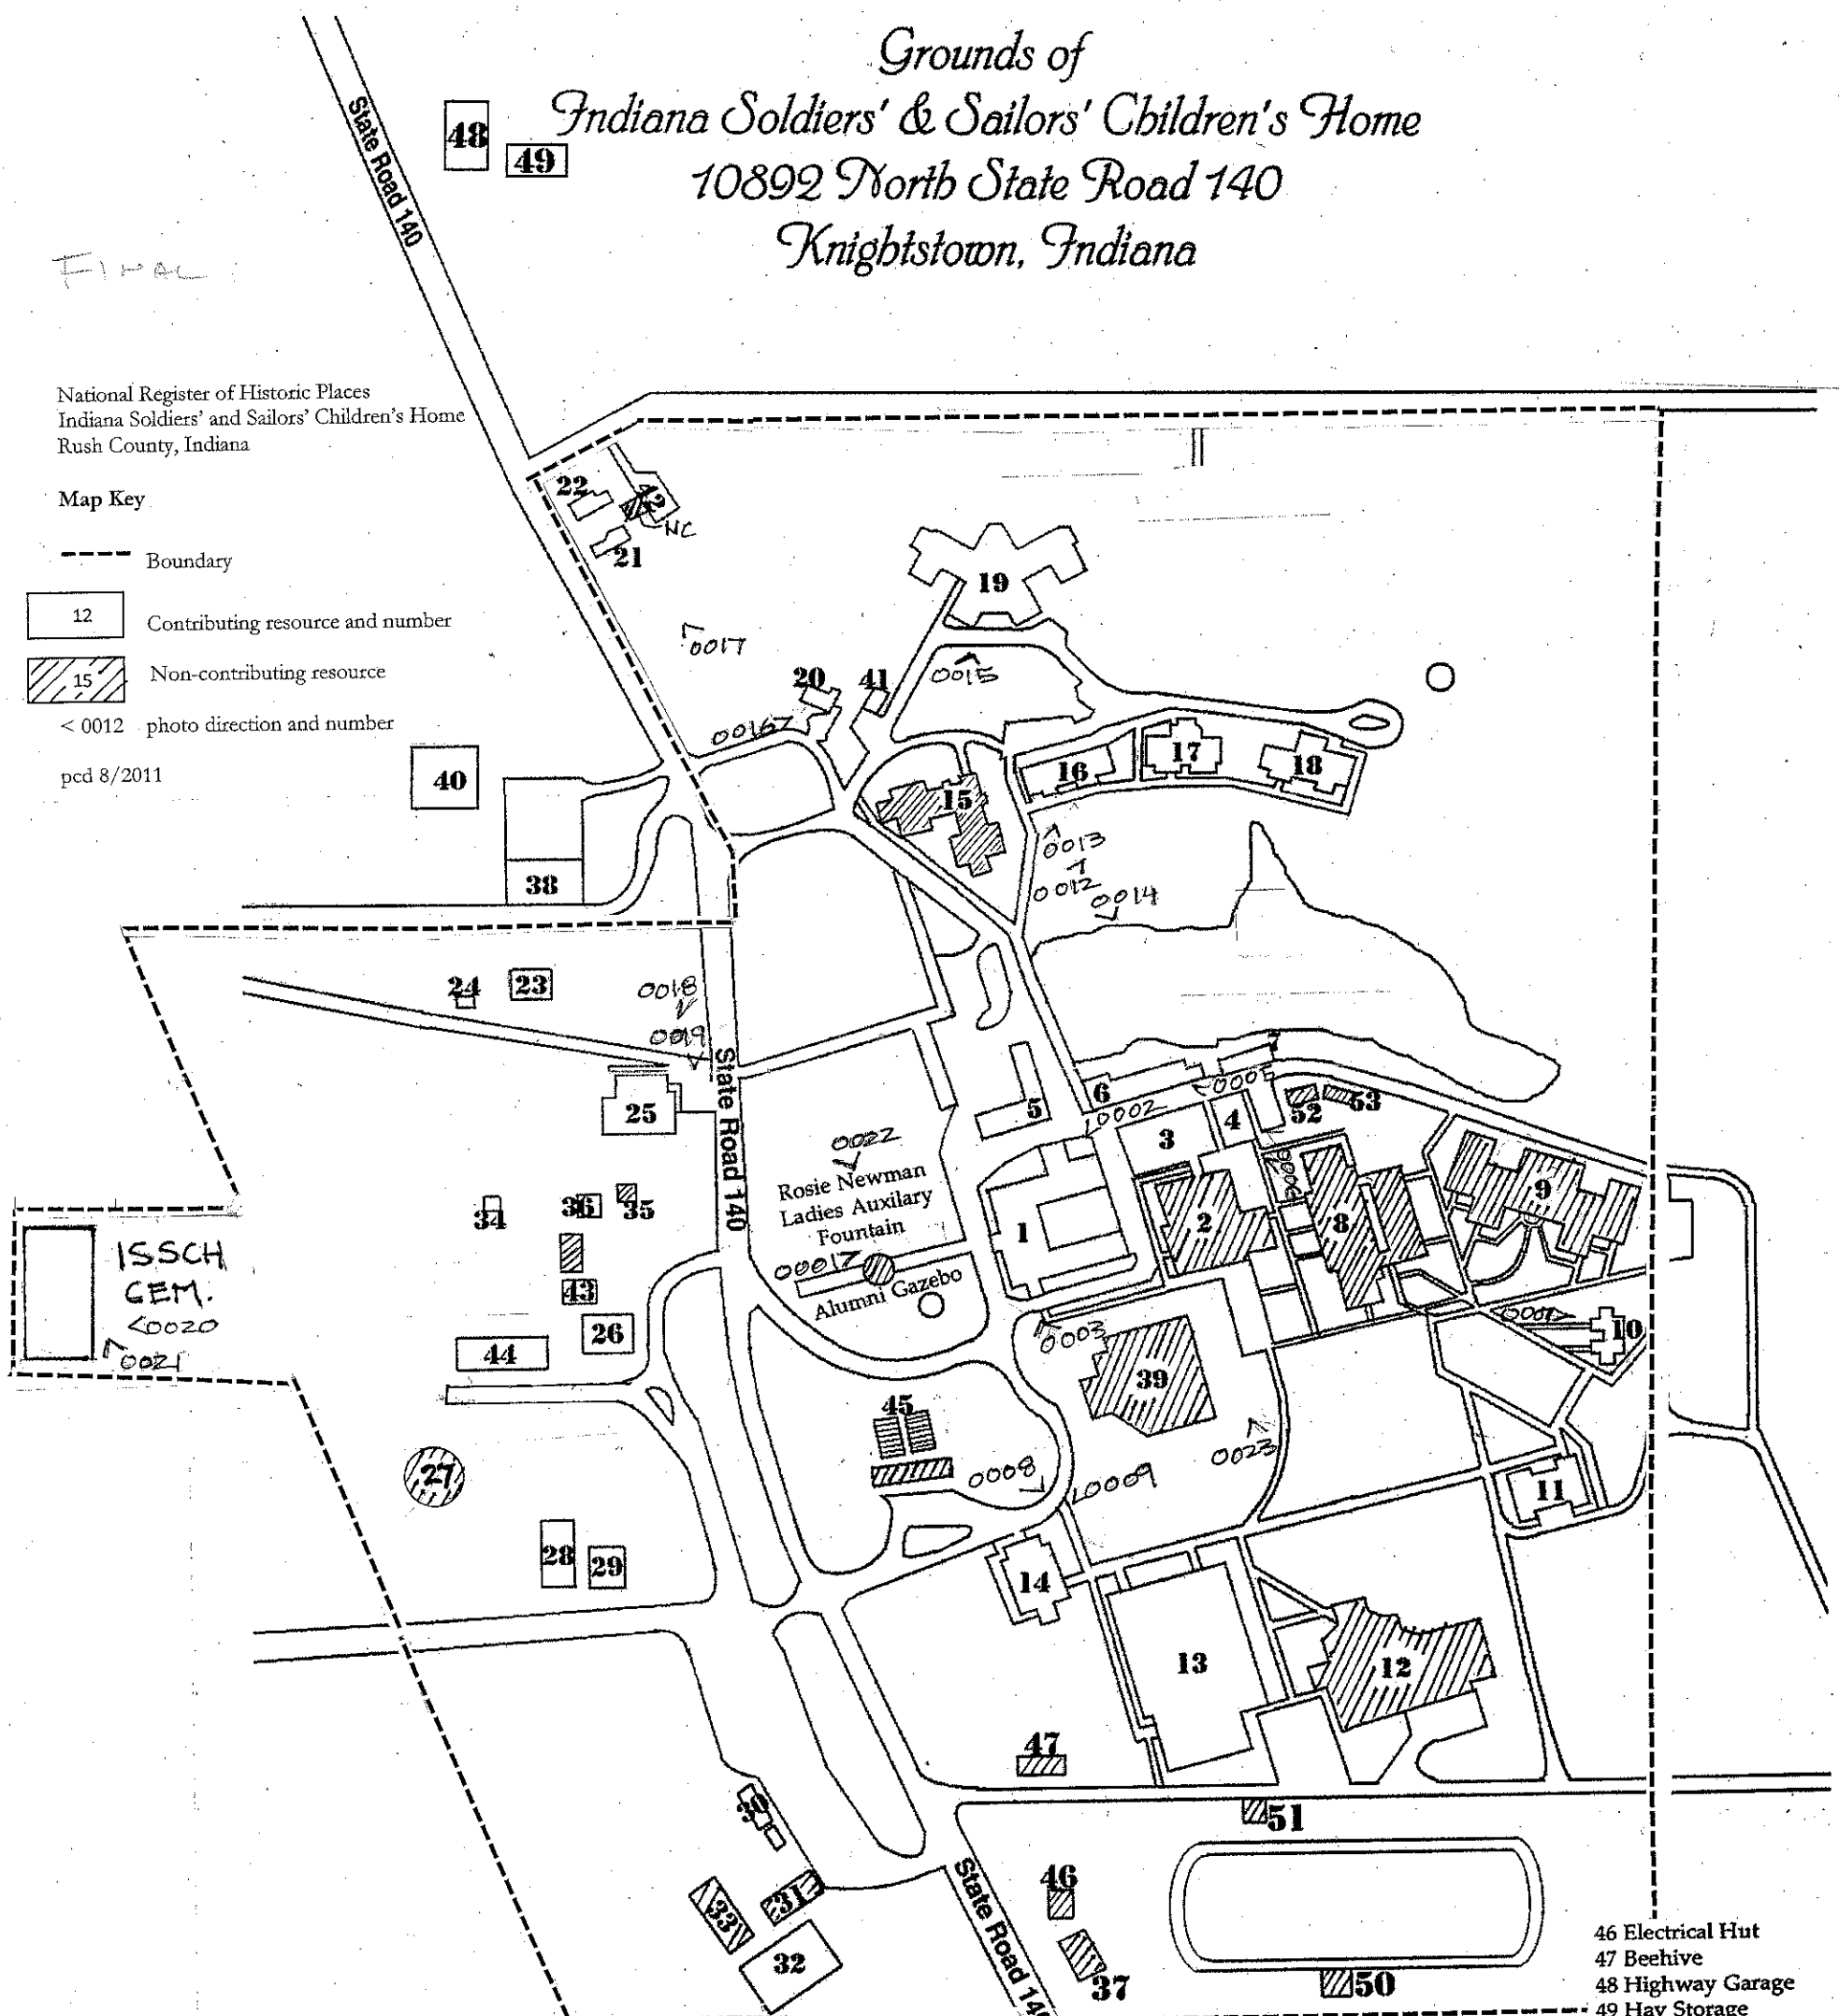 Grounds of
Indiana Soldiers' & Sailors' Children's Home
10892 North State Road 140
Knightstown, Indiana
State Road 140
48
49
FINAL
National Register of Historic Places
Indiana Soldiers' and Sailors' Children's Home
Rush County, Indiana
Map Key
Boundary
12
Contributing resource and number
15
Non-contributing resource
< 0012 photo direction and number
pcd 8/2011
22
42
NC
21
19
0017
20
41
0015
00167
40
16
17
18
15
38
0013
0012
0014
24
23
0018
0019
State Road 140
25
5
6
7
0005
0002
4
52
53
3
0022
Rosie Newman
Ladies Auxilary
Fountain
00017
Alumni Gazebo
34
36
35
1
2
8
9
ISSCH
CEM.
<0020
0021
43
26
44
0003
10
39
45
27
0008
0009
0023
11
28
29
14
13
12
47
30
51
46
State Road 140
33
31
32
37
50
46 Electrical Hut
47 Beehive
48 Highway Garage
49 Hay Storage